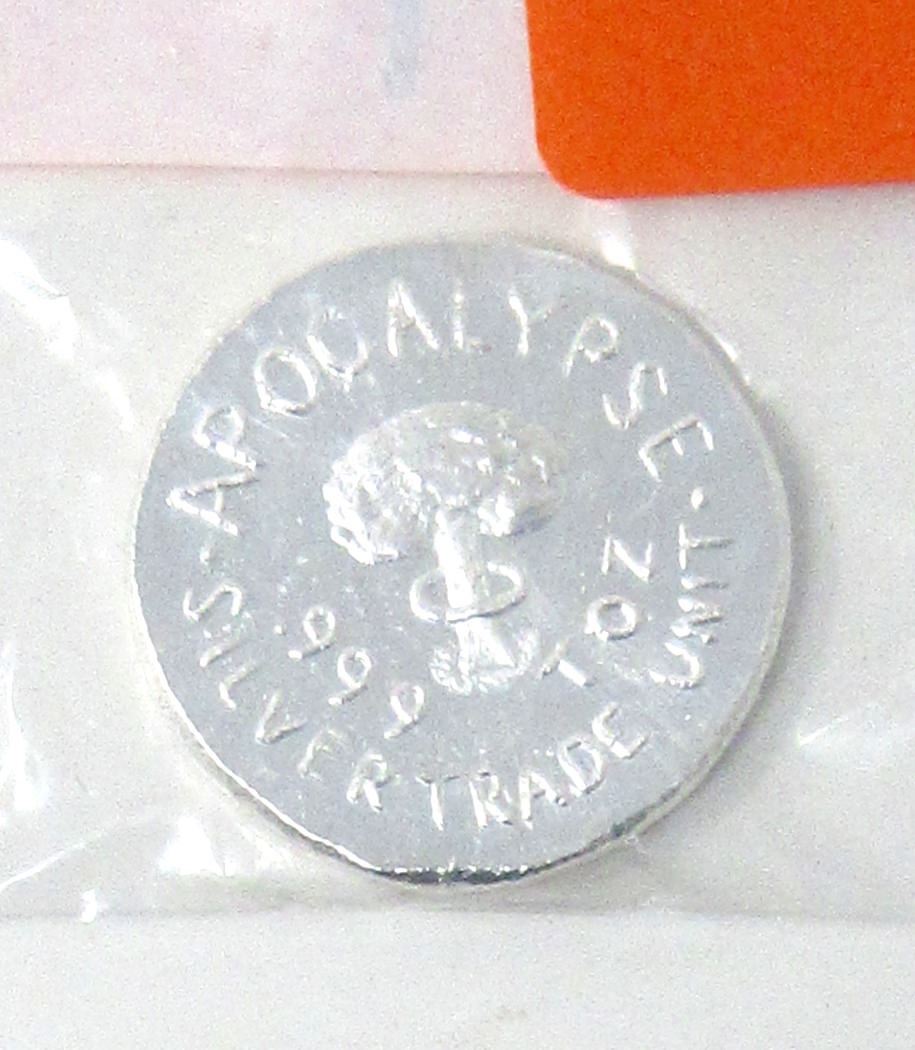 ·APOCALYPSE·
SILVER TRADE UNIT
.999 1 OZ